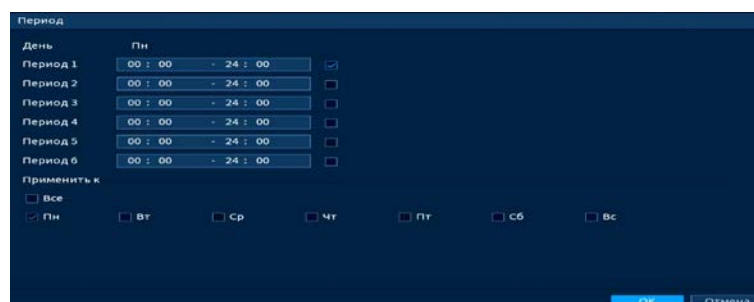 Период
День Пн
Период 1 00 : 00 - 24 : 00
Период 2 00 : 00 - 24 : 00
Период 3 00 : 00 - 24 : 00
Период 4 00 : 00 - 24 : 00
Период 5 00 : 00 - 24 : 00
Период 6 00 : 00 - 24 : 00
Применить к
Все
Пн Вт Ср Чт Пт Сб Вс
ОК Отмена